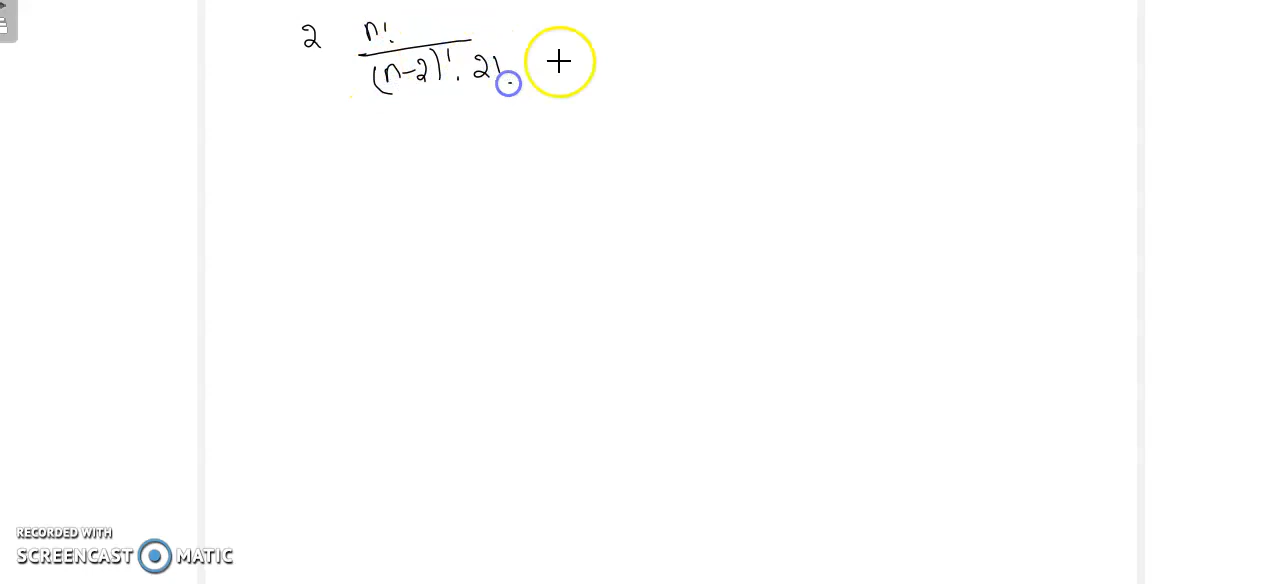 2 n!
(n-2)! . 2!
RECORDED WITH
SCREENCAST MATIC